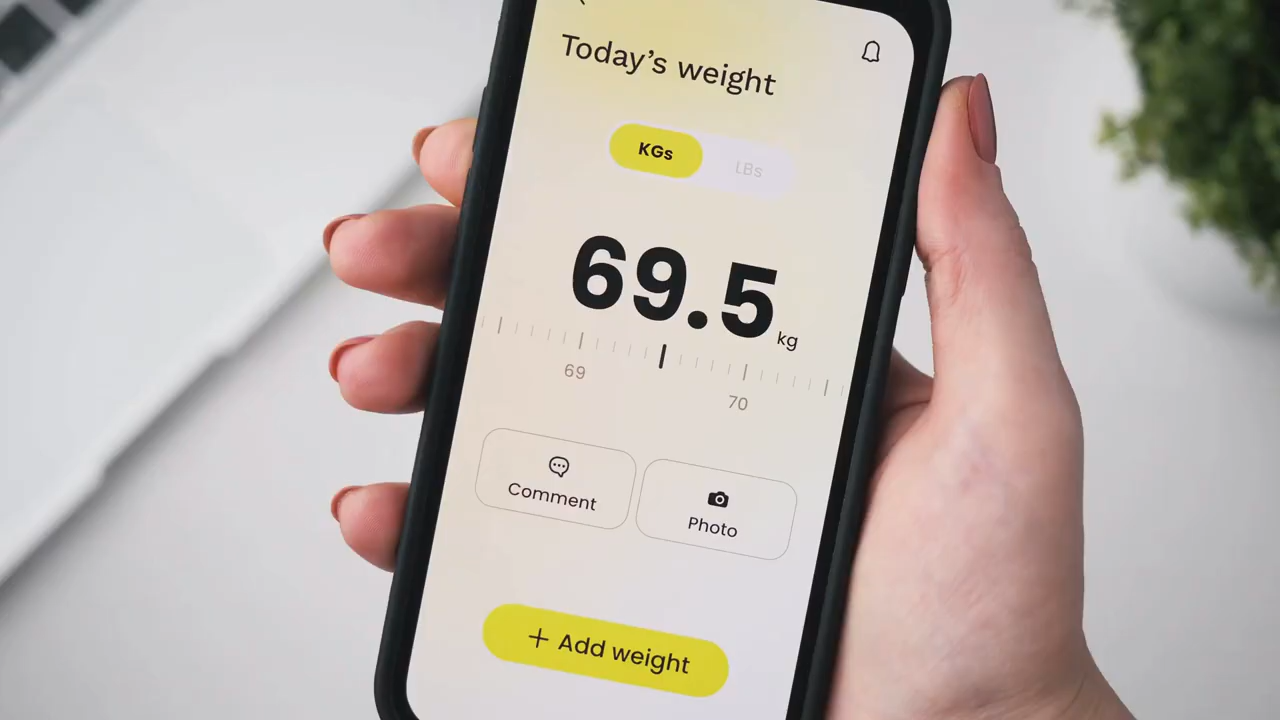 Today's weight
KGs LBs
69.5 kg
69 70
Comment Photo
+ Add weight